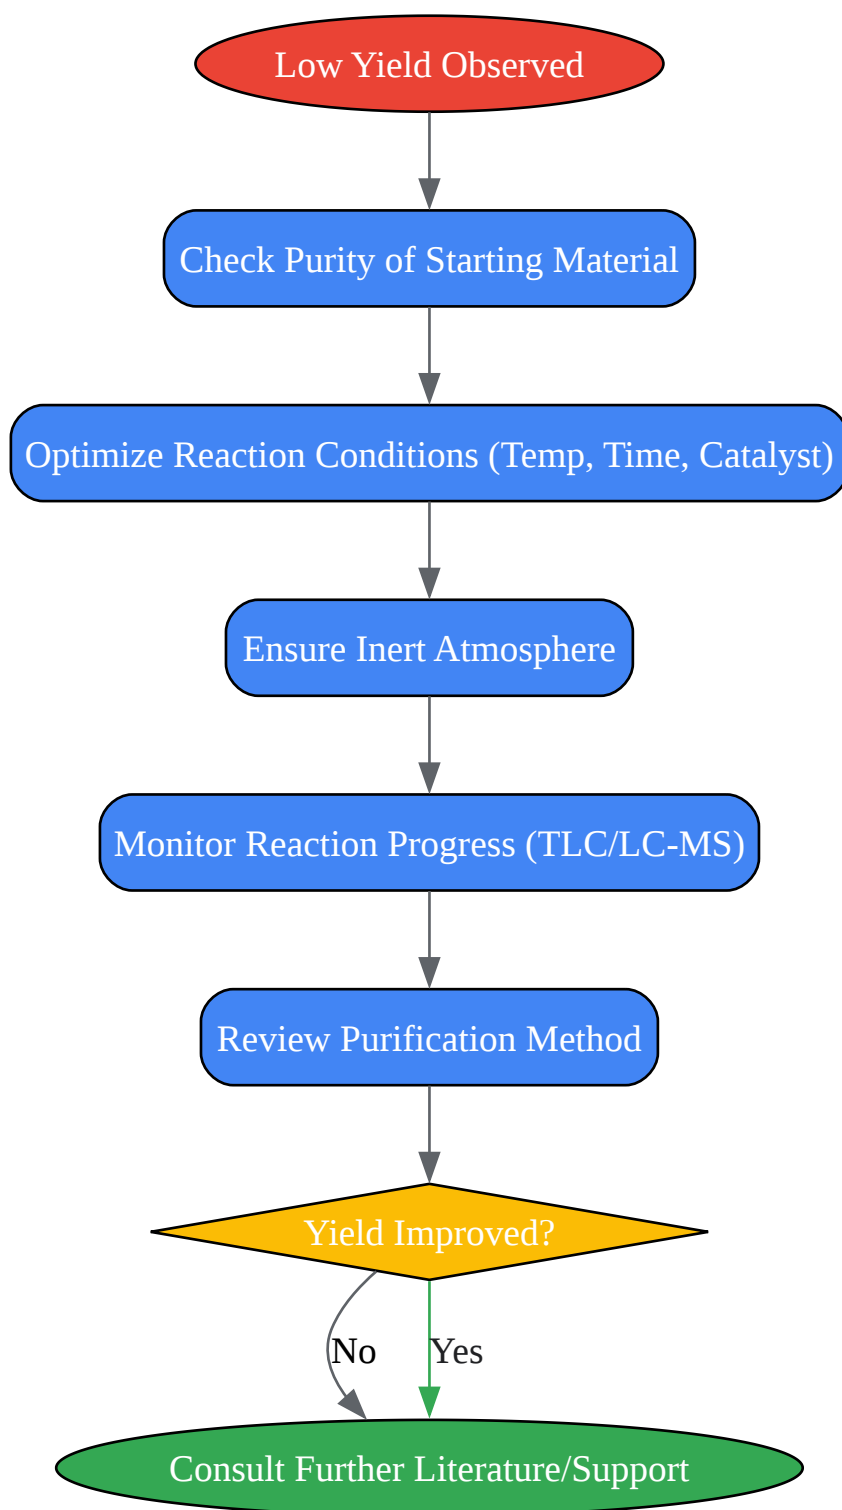 Low Yield Observed
Check Purity of Starting Material
Optimize Reaction Conditions (Temp, Time, Catalyst)
Ensure Inert Atmosphere
Monitor Reaction Progress (TLC/LC-MS)
Review Purification Method
Yield Improved?
No
Yes
Consult Further Literature/Support